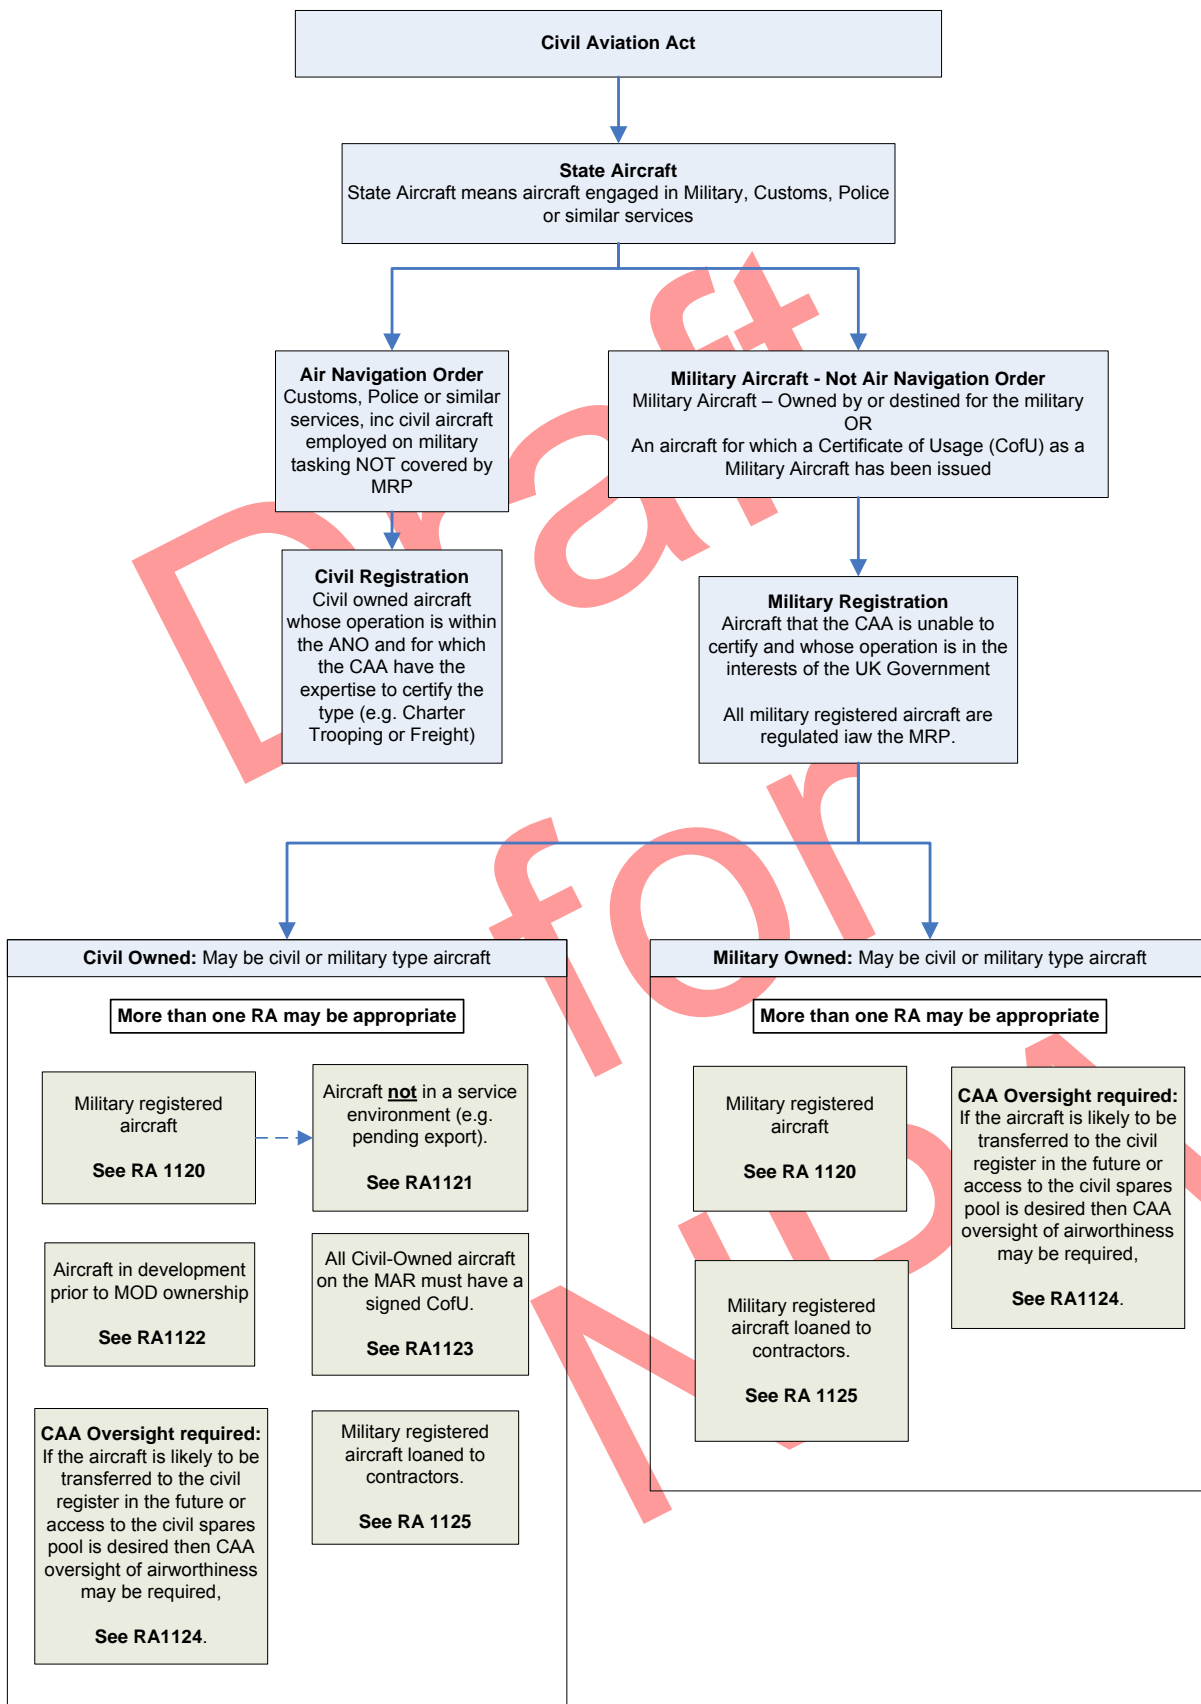 Civil Aviation Act
State Aircraft
State Aircraft means aircraft engaged in Military, Customs, Police
or similar services
Air Navigation Order
Customs, Police or similar
services, inc civil aircraft
employed on military
tasking NOT covered by
MRP
Military Aircraft - Not Air Navigation Order
Military Aircraft – Owned by or destined for the military
OR
An aircraft for which a Certificate of Usage (CofU) as a
Military Aircraft has been issued
Civil Registration
Civil owned aircraft
whose operation is within
the ANO and for which
the CAA have the
expertise to certify the
type (e.g. Charter
Trooping or Freight)
Military Registration
Aircraft that the CAA is unable to
certify and whose operation is in the
interests of the UK Government
All military registered aircraft are
regulated iaw the MRP.
Civil Owned: May be civil or military type aircraft
More than one RA may be appropriate
Military registered
aircraft
See RA 1120
Aircraft not in a service
environment (e.g.
pending export).
See RA1121
Aircraft in development
prior to MOD ownership
See RA1122
All Civil-Owned aircraft
on the MAR must have a
signed CofU.
See RA1123
CAA Oversight required:
If the aircraft is likely to be
transferred to the civil
register in the future or
access to the civil spares
pool is desired then CAA
oversight of airworthiness
may be required,
See RA1124.
Military registered
aircraft loaned to
contractors.
See RA 1125
Military Owned: May be civil or military type aircraft
More than one RA may be appropriate
Military registered
aircraft
See RA 1120
CAA Oversight required:
If the aircraft is likely to be
transferred to the civil
register in the future or
access to the civil spares
pool is desired then CAA
oversight of airworthiness
may be required,
See RA1124.
Military registered
aircraft loaned to
contractors.
See RA 1125
Draft
for